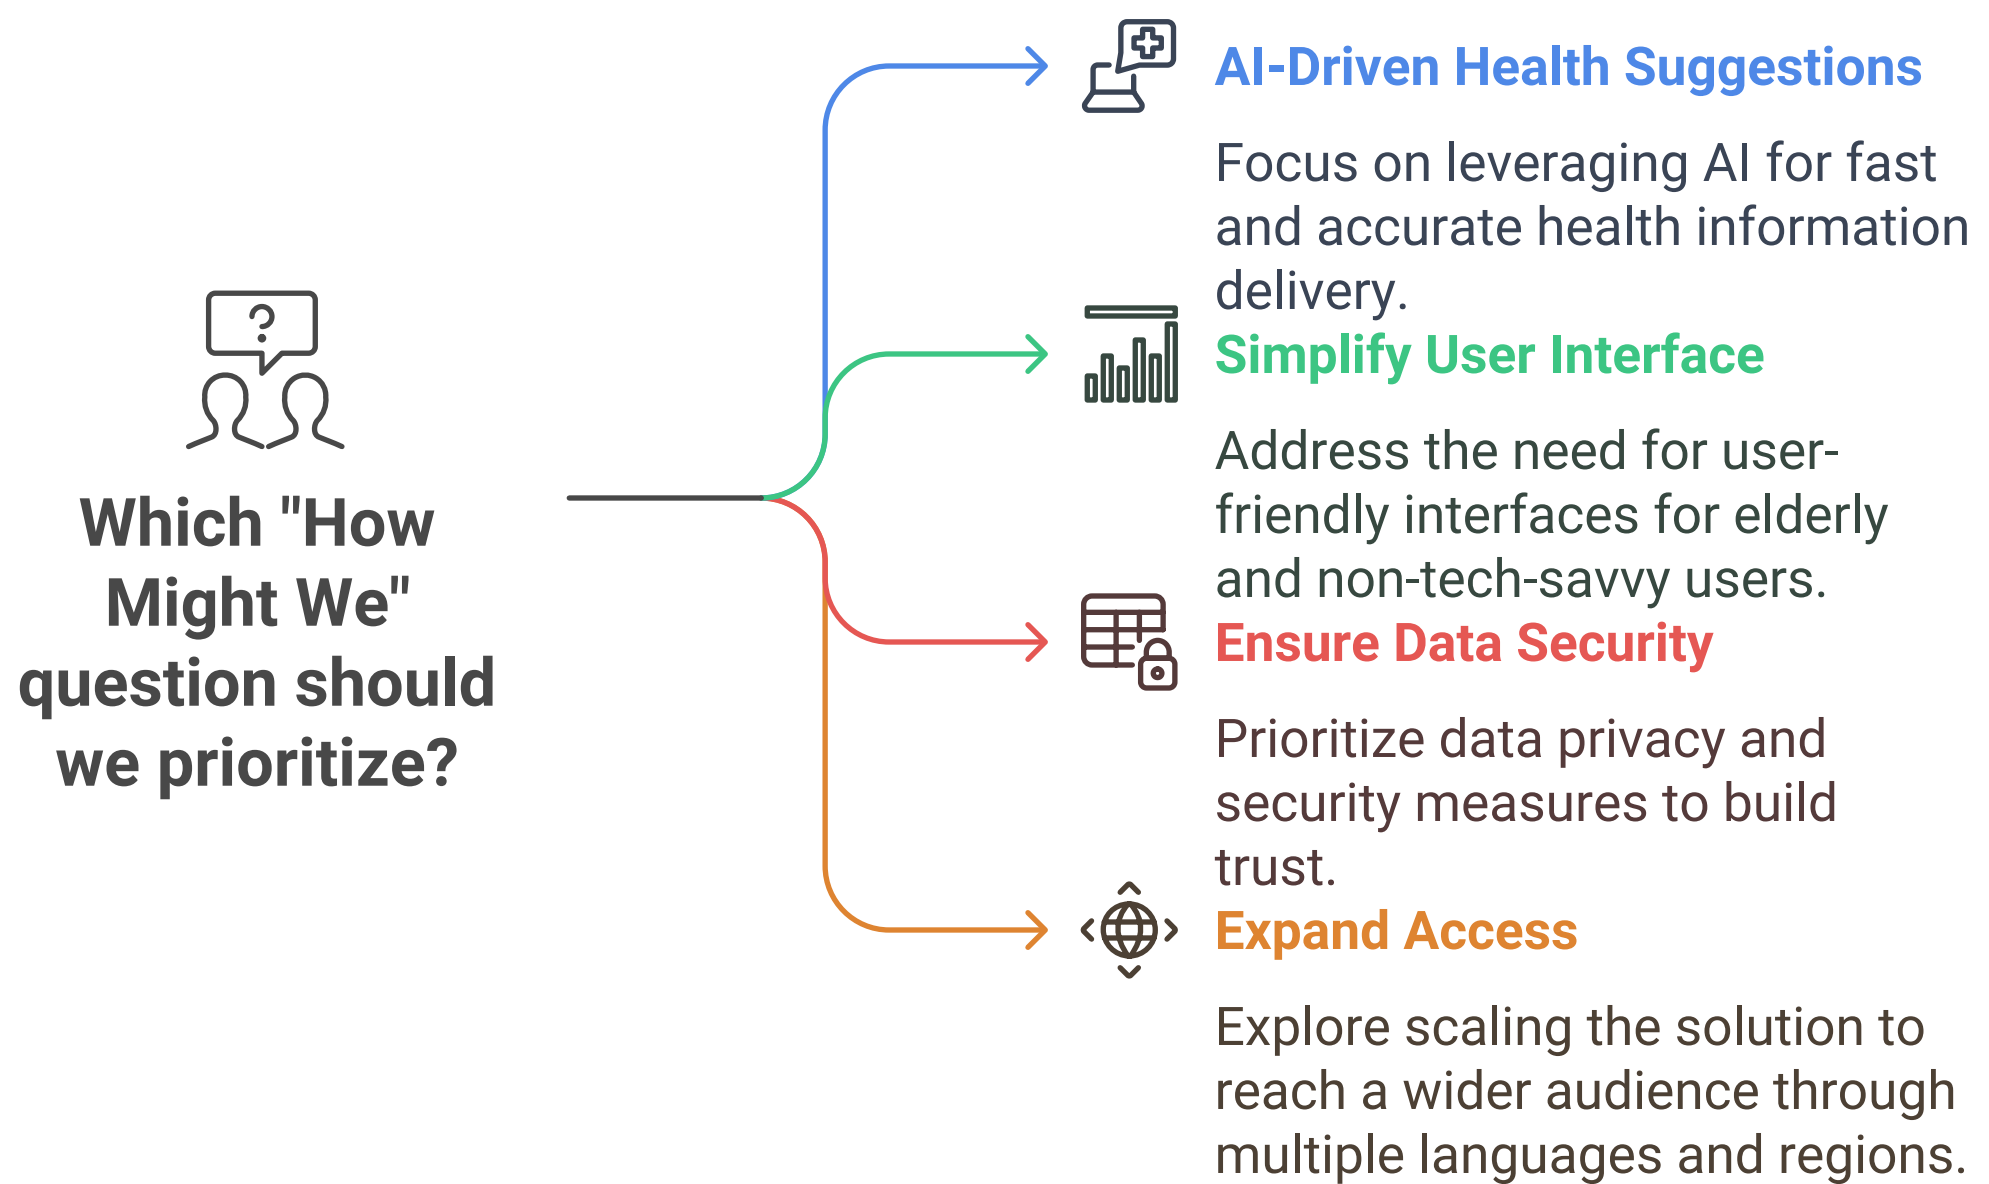 Which "How
Might We"
question should
we prioritize?
AI-Driven Health Suggestions
Focus on leveraging AI for fast
and accurate health information
delivery.
Simplify User Interface
Address the need for user-
friendly interfaces for elderly
and non-tech-savvy users.
Ensure Data Security
Prioritize data privacy and
security measures to build
trust.
Expand Access
Explore scaling the solution to
reach a wider audience through
multiple languages and regions.